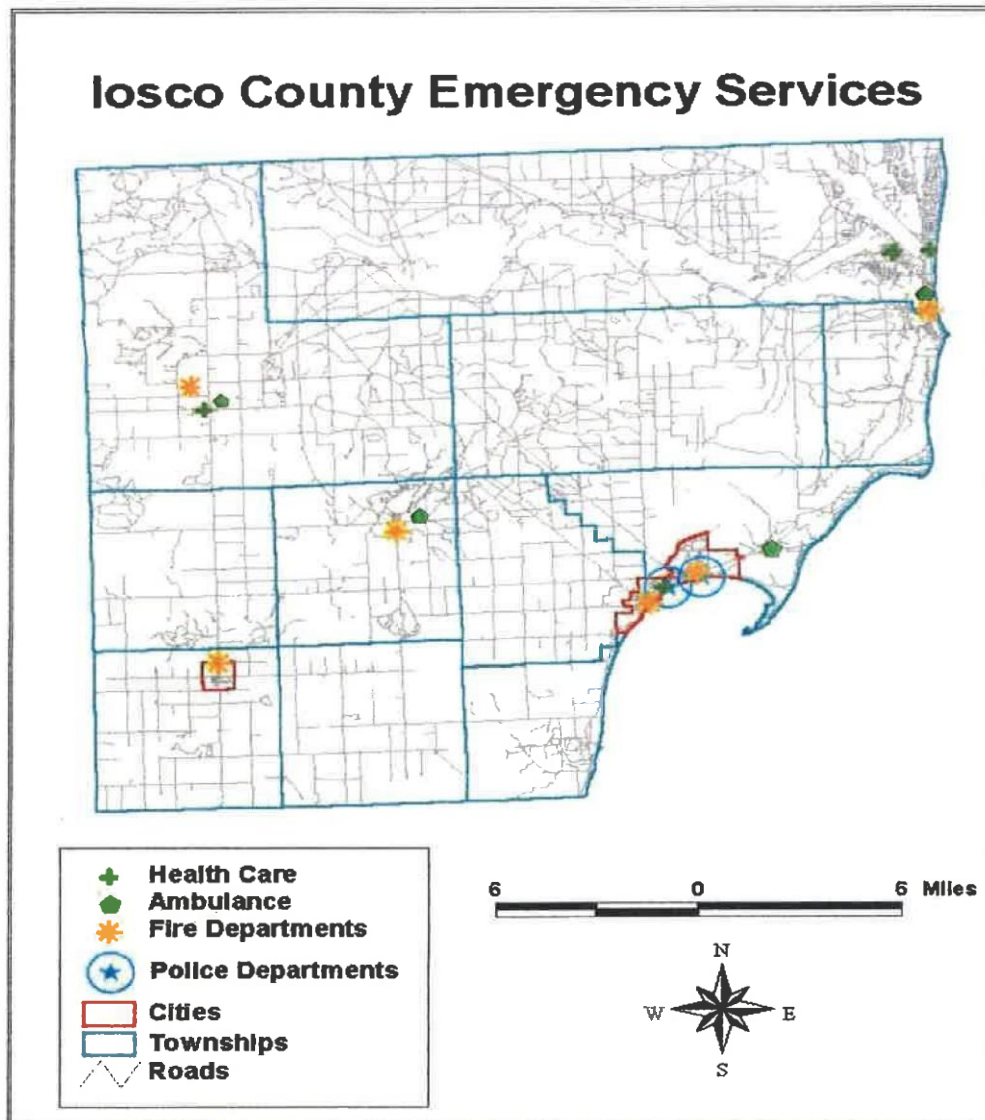 Iosco County Emergency Services
Health Care
Ambulance
Fire Departments
Police Departments
Cities
Townships
Roads
6 0 6 Miles
N
W E
S